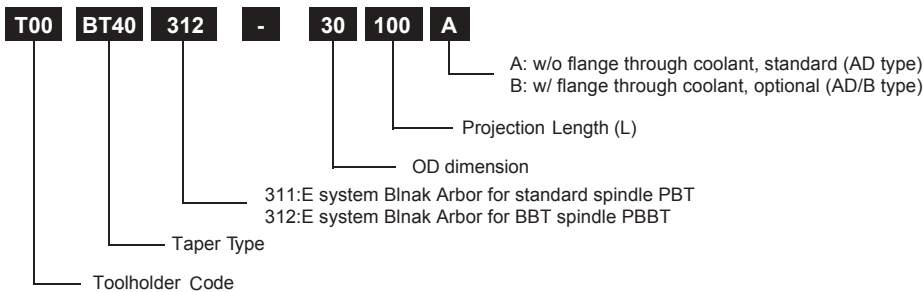 T00 BT40 312 - 30 100 A
A: w/o flange through coolant, standard (AD type)
B: w/ flange through coolant, optional (AD/B type)
Projection Length (L)
OD dimension
311:E system Blnak Arbor for standard spindle PBT
312:E system Blnak Arbor for BBT spindle PBBT
Taper Type
Toolholder Code